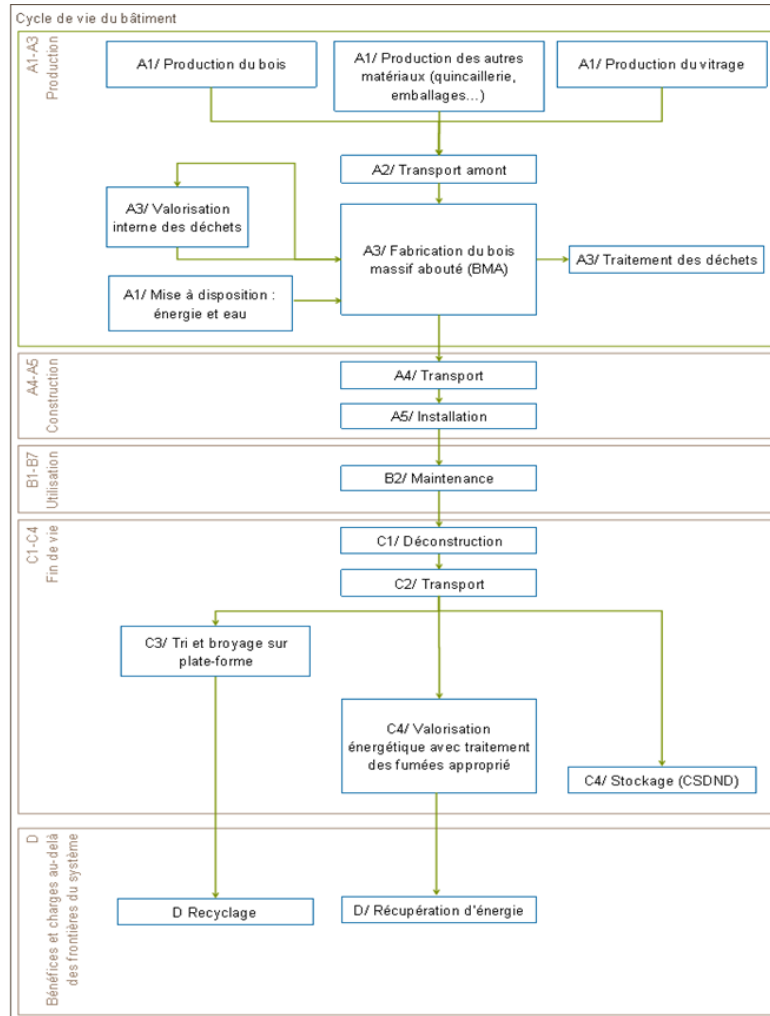 Cycle de vie du bâtiment
A1-A3
Production
A1/ Production du bois
A1/ Production des autres
matériaux (quincaillerie,
emballages...)
A1/ Production du vitrage
A2/ Transport amont
A3/ Valorisation
interne des déchets
A3/ Fabrication du bois
massif abouté (BMA)
A3/ Traitement des déchets
A1/ Mise à disposition :
énergie et eau
A4-A5
Construction
A4/ Transport
A5/ Installation
B1-B7
Utilisation
B2/ Maintenance
C1-C4
Fin de vie
C1/ Déconstruction
C2/ Transport
C3/ Tri et broyage sur
plate-forme
C4/ Valorisation
énergétique avec traitement
des fumées approprié
C4/ Stockage (CSDND)
D
Bénéfices et charges au-delà
des frontières du système
D Recyclage
D/ Récupération d'énergie